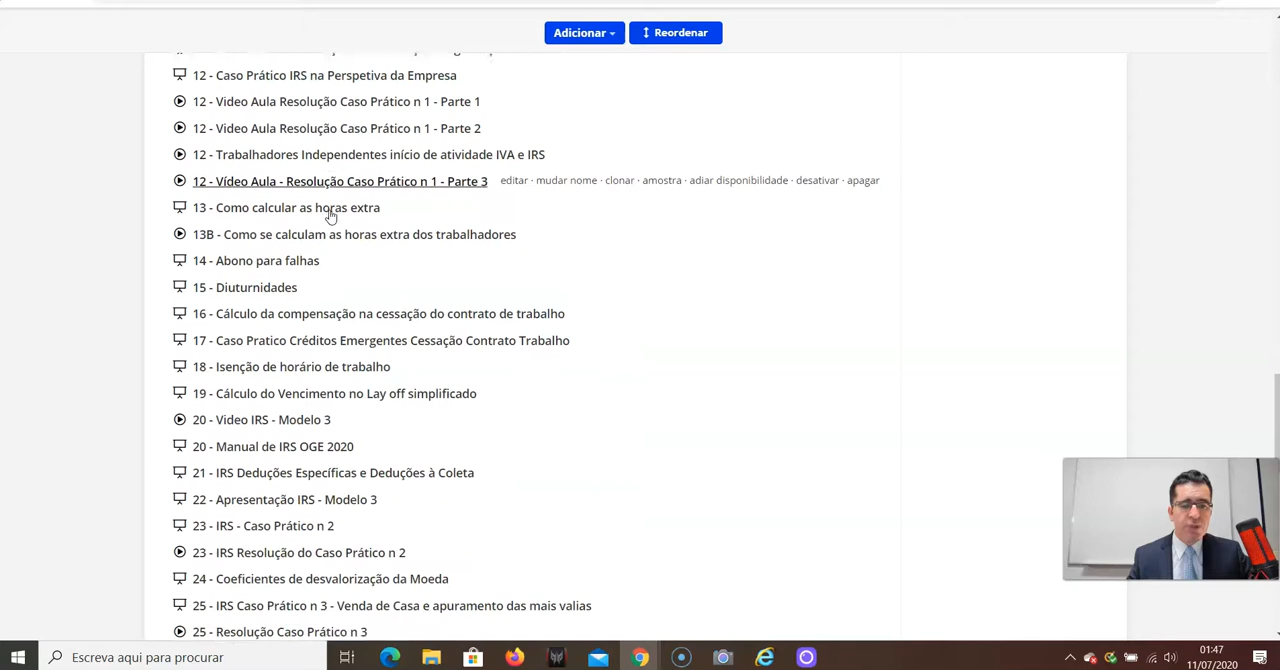 Adicionar
Reordenar
12 - Caso Prático IRS na Perspetiva da Empresa
12 - Video Aula Resolução Caso Prático n 1 - Parte 1
12 - Video Aula Resolução Caso Prático n 1 - Parte 2
12 - Trabalhadores Independentes início de atividade IVA e IRS
12 - Vídeo Aula - Resolução Caso Prático n 1 - Parte 3 editar · mudar nome · clonar · amostra · adiar disponibilidade · desativar · apagar
13 - Como calcular as horas extra
13B - Como se calculam as horas extra dos trabalhadores
14 - Abono para falhas
15 - Diuturnidades
16 - Cálculo da compensação na cessação do contrato de trabalho
17 - Caso Pratico Créditos Emergentes Cessação Contrato Trabalho
18 - Isenção de horário de trabalho
19 - Cálculo do Vencimento no Lay off simplificado
20 - Video IRS - Modelo 3
20 - Manual de IRS OGE 2020
21 - IRS Deduções Específicas e Deduções à Coleta
22 - Apresentação IRS - Modelo 3
23 - IRS - Caso Prático n 2
23 - IRS Resolução do Caso Prático n 2
24 - Coeficientes de desvalorização da Moeda
25 - IRS Caso Prático n 3 - Venda de Casa e apuramento das mais valias
25 - Resolução Caso Prático n 3
Escreva aqui para procurar
01:47
11/07/2020